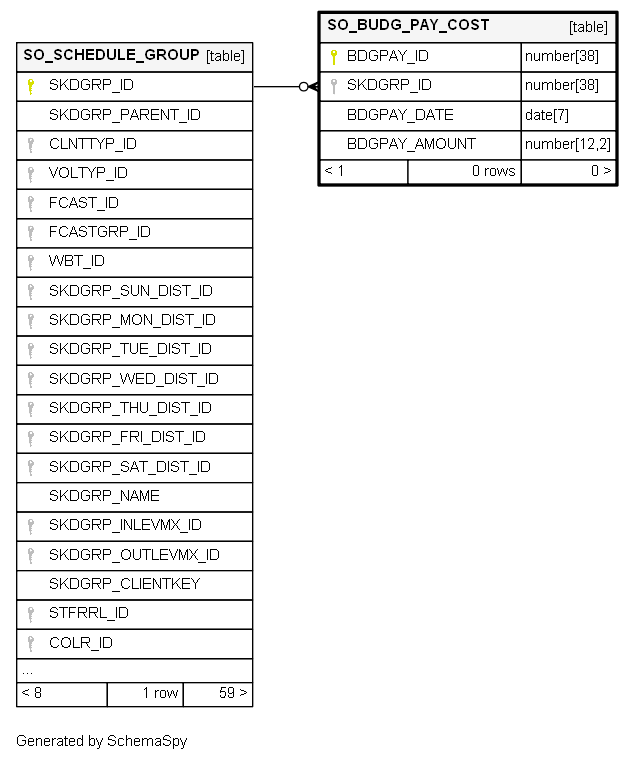 SO_SCHEDULE_GROUP [table]
SKDGRP_ID
SKDGRP_PARENT_ID
CLNTTYP_ID
VOLTYP_ID
FCAST_ID
FCASTGRP_ID
WBT_ID
SKDGRP_SUN_DIST_ID
SKDGRP_MON_DIST_ID
SKDGRP_TUE_DIST_ID
SKDGRP_WED_DIST_ID
SKDGRP_THU_DIST_ID
SKDGRP_FRI_DIST_ID
SKDGRP_SAT_DIST_ID
SKDGRP_NAME
SKDGRP_INLEVMX_ID
SKDGRP_OUTLEVMX_ID
SKDGRP_CLIENTKEY
STFRRL_ID
COLR_ID
...
< 8 1 row 59 >
SO_BUDG_PAY_COST [table]
BDGPAY_ID number[38]
SKDGRP_ID number[38]
BDGPAY_DATE date[7]
BDGPAY_AMOUNT number[12,2]
< 1 0 rows 0 >
Generated by SchemaSpy